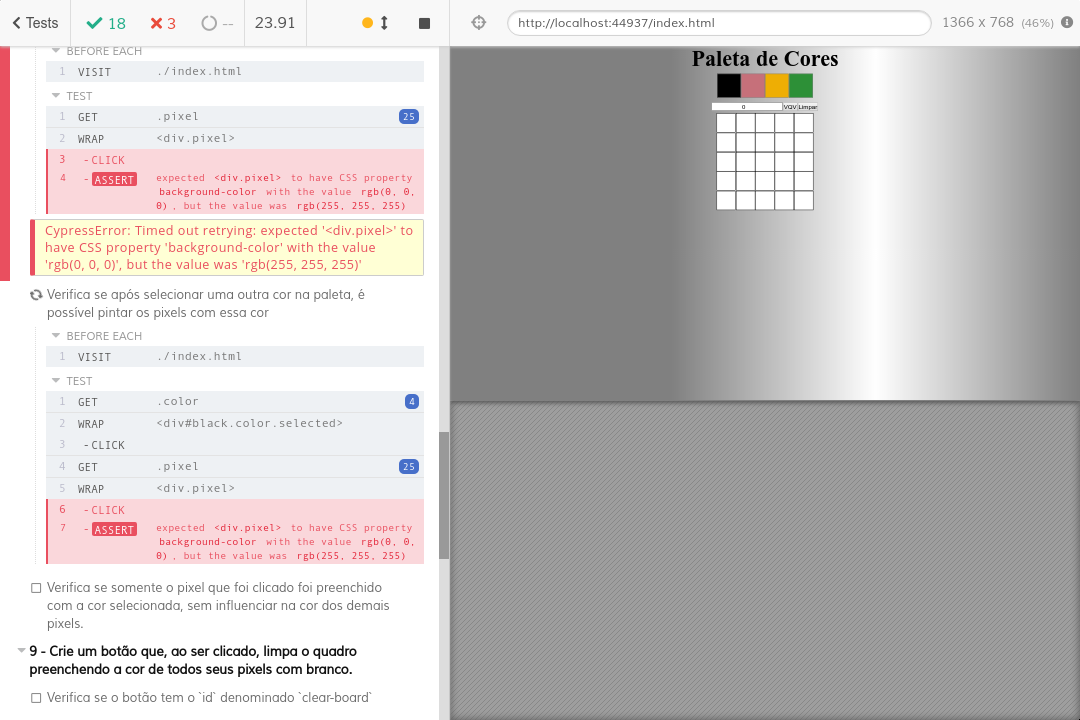 Tests 18 3 -- 23.91 http://localhost:44937/index.html 1366 x 768 (46%)
BEFORE EACH
1 VISIT ./index.html
TEST
1 GET .pixel 25
2 WRAP <div.pixel>
3 -CLICK
4 -ASSERT expected <div.pixel> to have CSS property
background-color with the value rgb(0, 0,
0) , but the value was rgb(255, 255, 255)
CypressError: Timed out retrying: expected '<div.pixel>' to
have CSS property 'background-color' with the value
'rgb(0, 0, 0)', but the value was 'rgb(255, 255, 255)'
Verifica se após selecionar uma outra cor na paleta, é
possível pintar os pixels com essa cor
BEFORE EACH
1 VISIT ./index.html
TEST
1 GET .color 4
2 WRAP <div#black.color.selected>
3 -CLICK
4 GET .pixel 25
5 WRAP <div.pixel>
6 -CLICK
7 -ASSERT expected <div.pixel> to have CSS property
background-color with the value rgb(0, 0,
0) , but the value was rgb(255, 255, 255)
Verifica se somente o pixel que foi clicado foi preenchido
com a cor selecionada, sem influenciar na cor dos demais
pixels.
9 - Crie um botão que, ao ser clicado, limpa o quadro
preenchendo a cor de todos seus pixels com branco.
Verifica se o botão tem o `id` denominado `clear-board`
Paleta de Cores
0 VQV Limpar